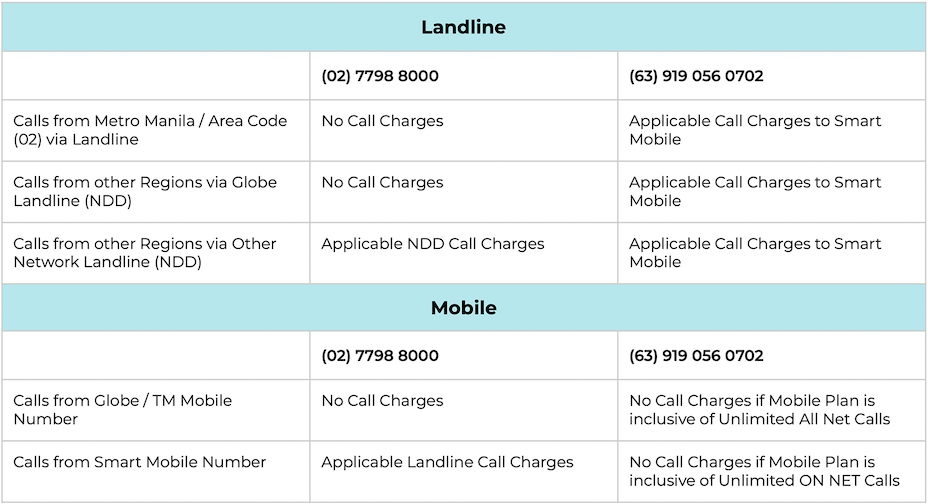 Landline
(02) 7798 8000 (63) 919 056 0702
Calls from Metro Manila / Area Code
(02) via Landline
No Call Charges
Applicable Call Charges to Smart
Mobile
Calls from other Regions via Globe
Landline (NDD)
No Call Charges
Applicable Call Charges to Smart
Mobile
Calls from other Regions via Other
Network Landline (NDD)
Applicable NDD Call Charges
Applicable Call Charges to Smart
Mobile
Mobile
(02) 7798 8000 (63) 919 056 0702
Calls from Globe / TM Mobile
Number
No Call Charges
No Call Charges if Mobile Plan is
inclusive of Unlimited All Net Calls
Calls from Smart Mobile Number
Applicable Landline Call Charges
No Call Charges if Mobile Plan is
inclusive of Unlimited ON NET Calls